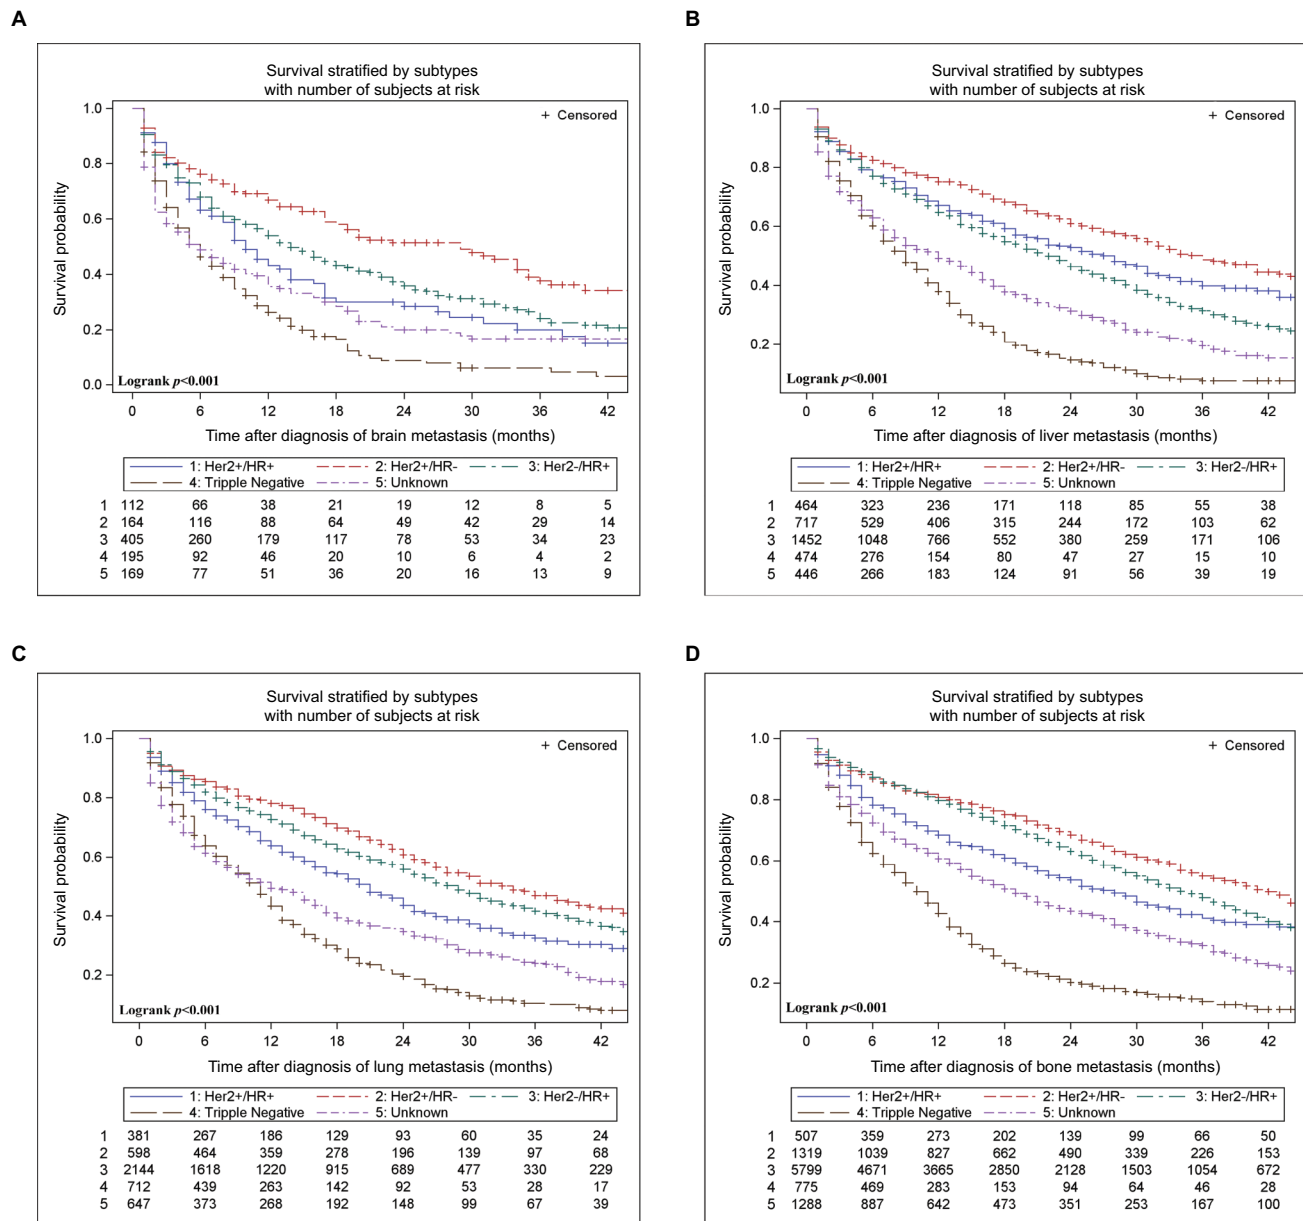 A
Survival stratified by subtypes
with number of subjects at risk
+ Censored
Survival probability
1.0
0.8
0.6
0.4
0.2
0.0
Logrank p<0.001
0 6 12 18 24 30 36 42
Time after diagnosis of brain metastasis (months)
1: Her2+/HR+ 2: Her2+/HR- 3: Her2-/HR+
4: Tripple Negative 5: Unknown
1 112 66 38 21 19 12 8 5
2 164 116 88 64 49 42 29 14
3 405 260 179 117 78 53 34 23
4 195 92 46 20 10 6 4 2
5 169 77 51 36 20 16 13 9
B
Survival stratified by subtypes
with number of subjects at risk
+ Censored
Survival probability
1.0
0.8
0.6
0.4
0.2
Logrank p<0.001
0 6 12 18 24 30 36 42
Time after diagnosis of liver metastasis (months)
1: Her2+/HR+ 2: Her2+/HR- 3: Her2-/HR+
4: Tripple Negative 5: Unknown
1 464 323 236 171 118 85 55 38
2 717 529 406 315 244 172 103 62
3 1452 1048 766 552 380 259 171 106
4 474 276 154 80 47 27 15 10
5 446 266 183 124 91 56 39 19
C
Survival stratified by subtypes
with number of subjects at risk
+ Censored
Survival probability
1.0
0.8
0.6
0.4
0.2
Logrank p<0.001
0 6 12 18 24 30 36 42
Time after diagnosis of lung metastasis (months)
1: Her2+/HR+ 2: Her2+/HR- 3: Her2-/HR+
4: Tripple Negative 5: Unknown
1 381 267 186 129 93 60 35 24
2 598 464 359 278 196 139 97 68
3 2144 1618 1220 915 689 477 330 229
4 712 439 263 142 92 53 28 17
5 647 373 268 192 148 99 67 39
D
Survival stratified by subtypes
with number of subjects at risk
+ Censored
Survival probability
1.0
0.8
0.6
0.4
0.2
Logrank p<0.001
0 6 12 18 24 30 36 42
Time after diagnosis of bone metastasis (months)
1: Her2+/HR+ 2: Her2+/HR- 3: Her2-/HR+
4: Tripple Negative 5: Unknown
1 507 359 273 202 139 99 66 50
2 1319 1039 827 662 490 339 226 153
3 5799 4671 3665 2850 2128 1503 1054 672
4 775 469 283 153 94 64 46 28
5 1288 887 642 473 351 253 167 100